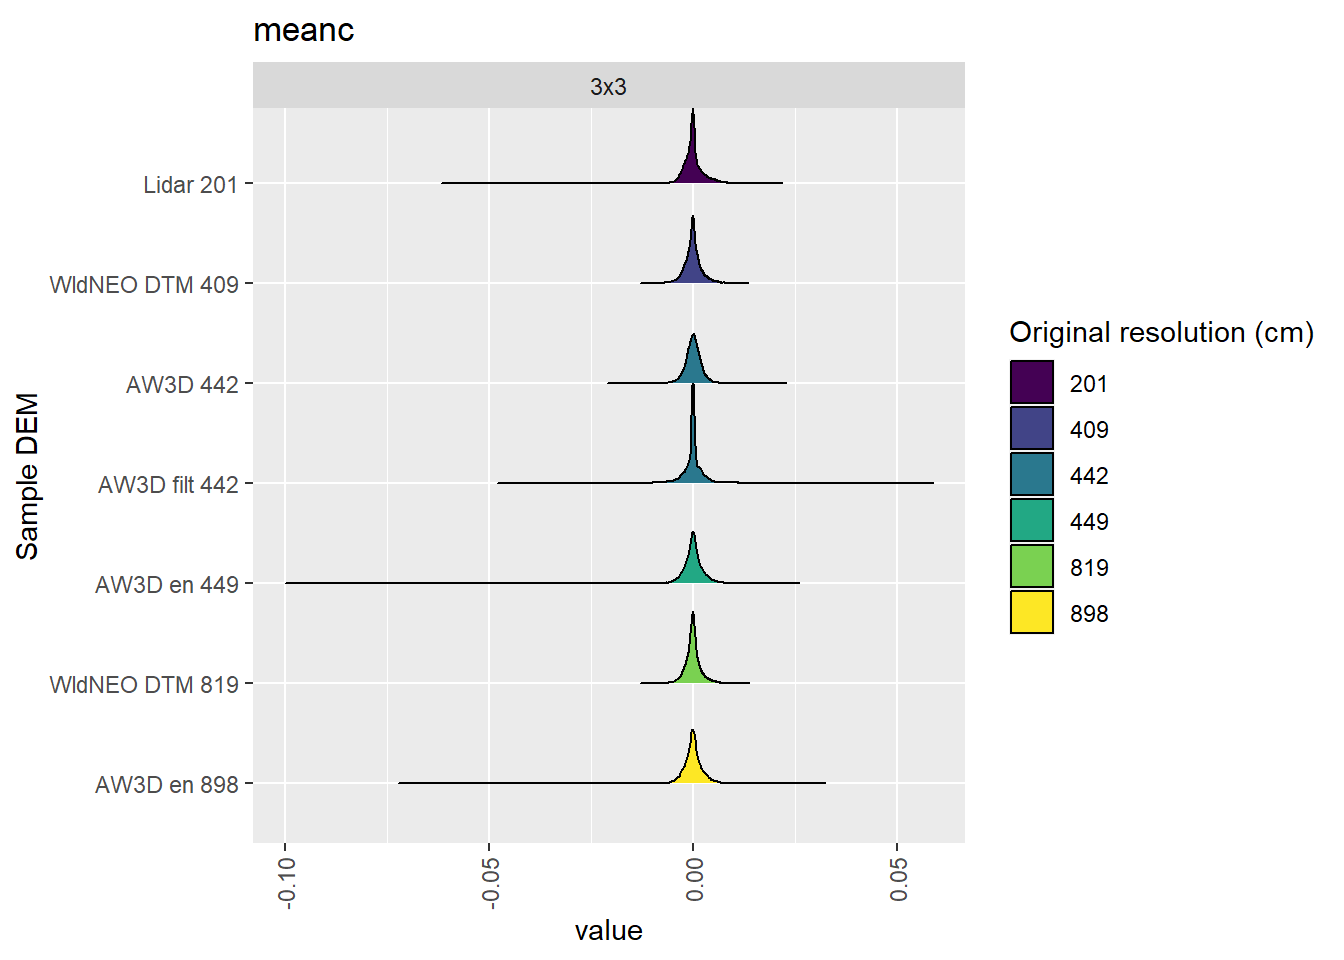 meanc
3x3
Lidar 201
WldNEO DTM 409
AW3D 442
AW3D filt 442
AW3D en 449
WldNEO DTM 819
AW3D en 898
Sample DEM
-0.10
-0.05
0.00
0.05
value
Original resolution (cm)
201
409
442
449
819
898